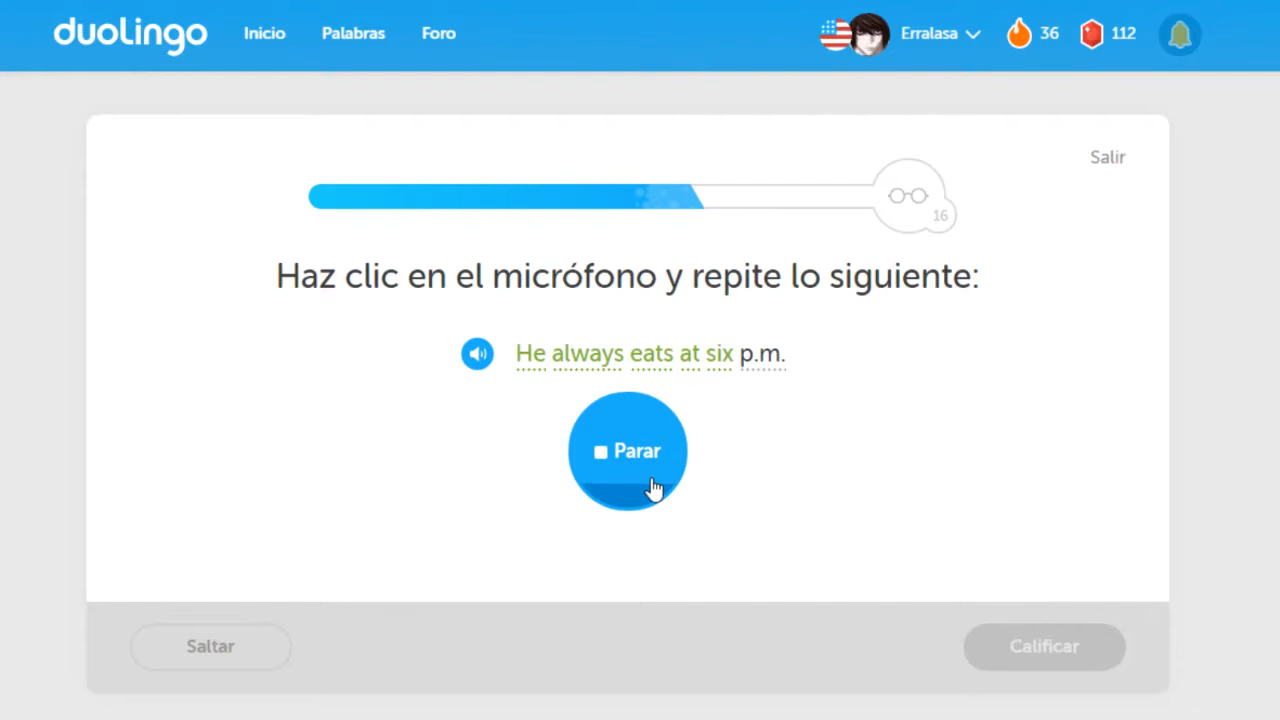 duolingo Inicio Palabras Foro Erralasa 36 112
Salir
16
Haz clic en el micrófono y repite lo siguiente:
He always eats at six p.m.
Parar
Saltar Calificar